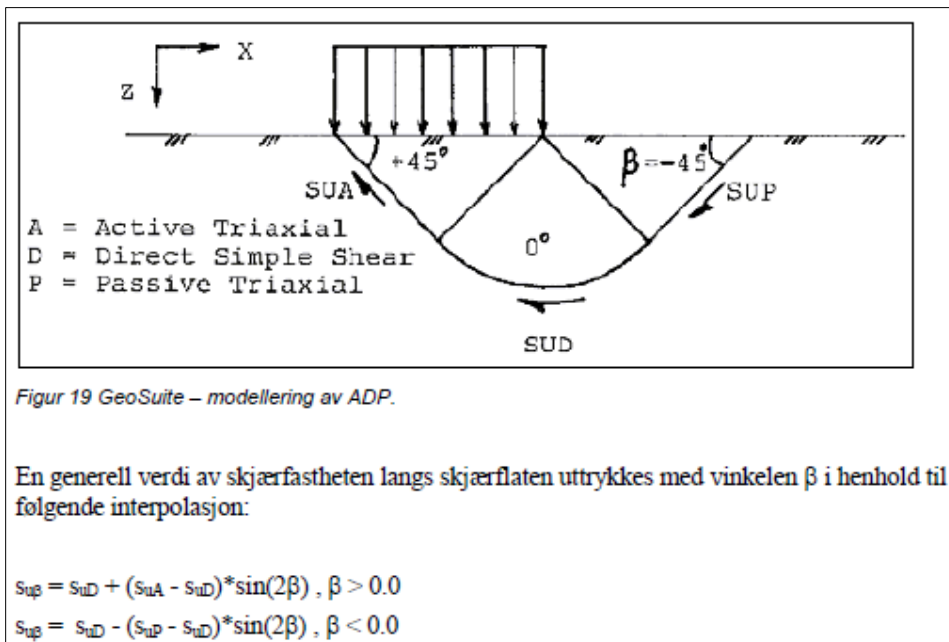 X
Z
+45°
β=-45°
SUA
SUP
A = Active Triaxial
D = Direct Simple Shear
P = Passive Triaxial
0°
SUD
Figur 19 GeoSuite – modellering av ADP.
En generell verdi av skjærfastheten langs skjærflaten uttrykkes med vinkelen β i henhold til
følgende interpolasjon:
suβ = suD + (suA - suD)*sin(2β) , β > 0.0
suβ = suD - (suP - suD)*sin(2β) , β < 0.0